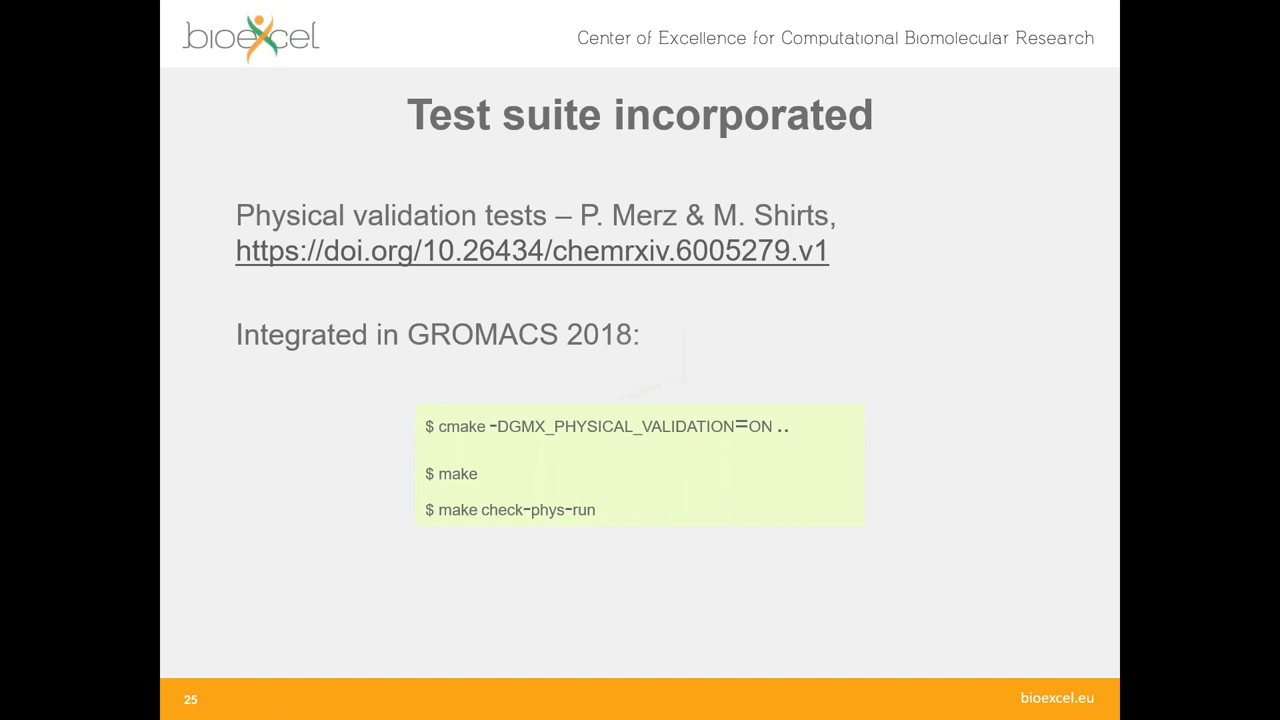 bioexcel
Center of Excellence for Computational Biomolecular Research
Test suite incorporated
Physical validation tests – P. Merz & M. Shirts,
https://doi.org/10.26434/chemrxiv.6005279.v1
Integrated in GROMACS 2018:
$ cmake -DGMX_PHYSICAL_VALIDATION=ON ..
$ make
$ make check-phys-run
25
bioexcel.eu